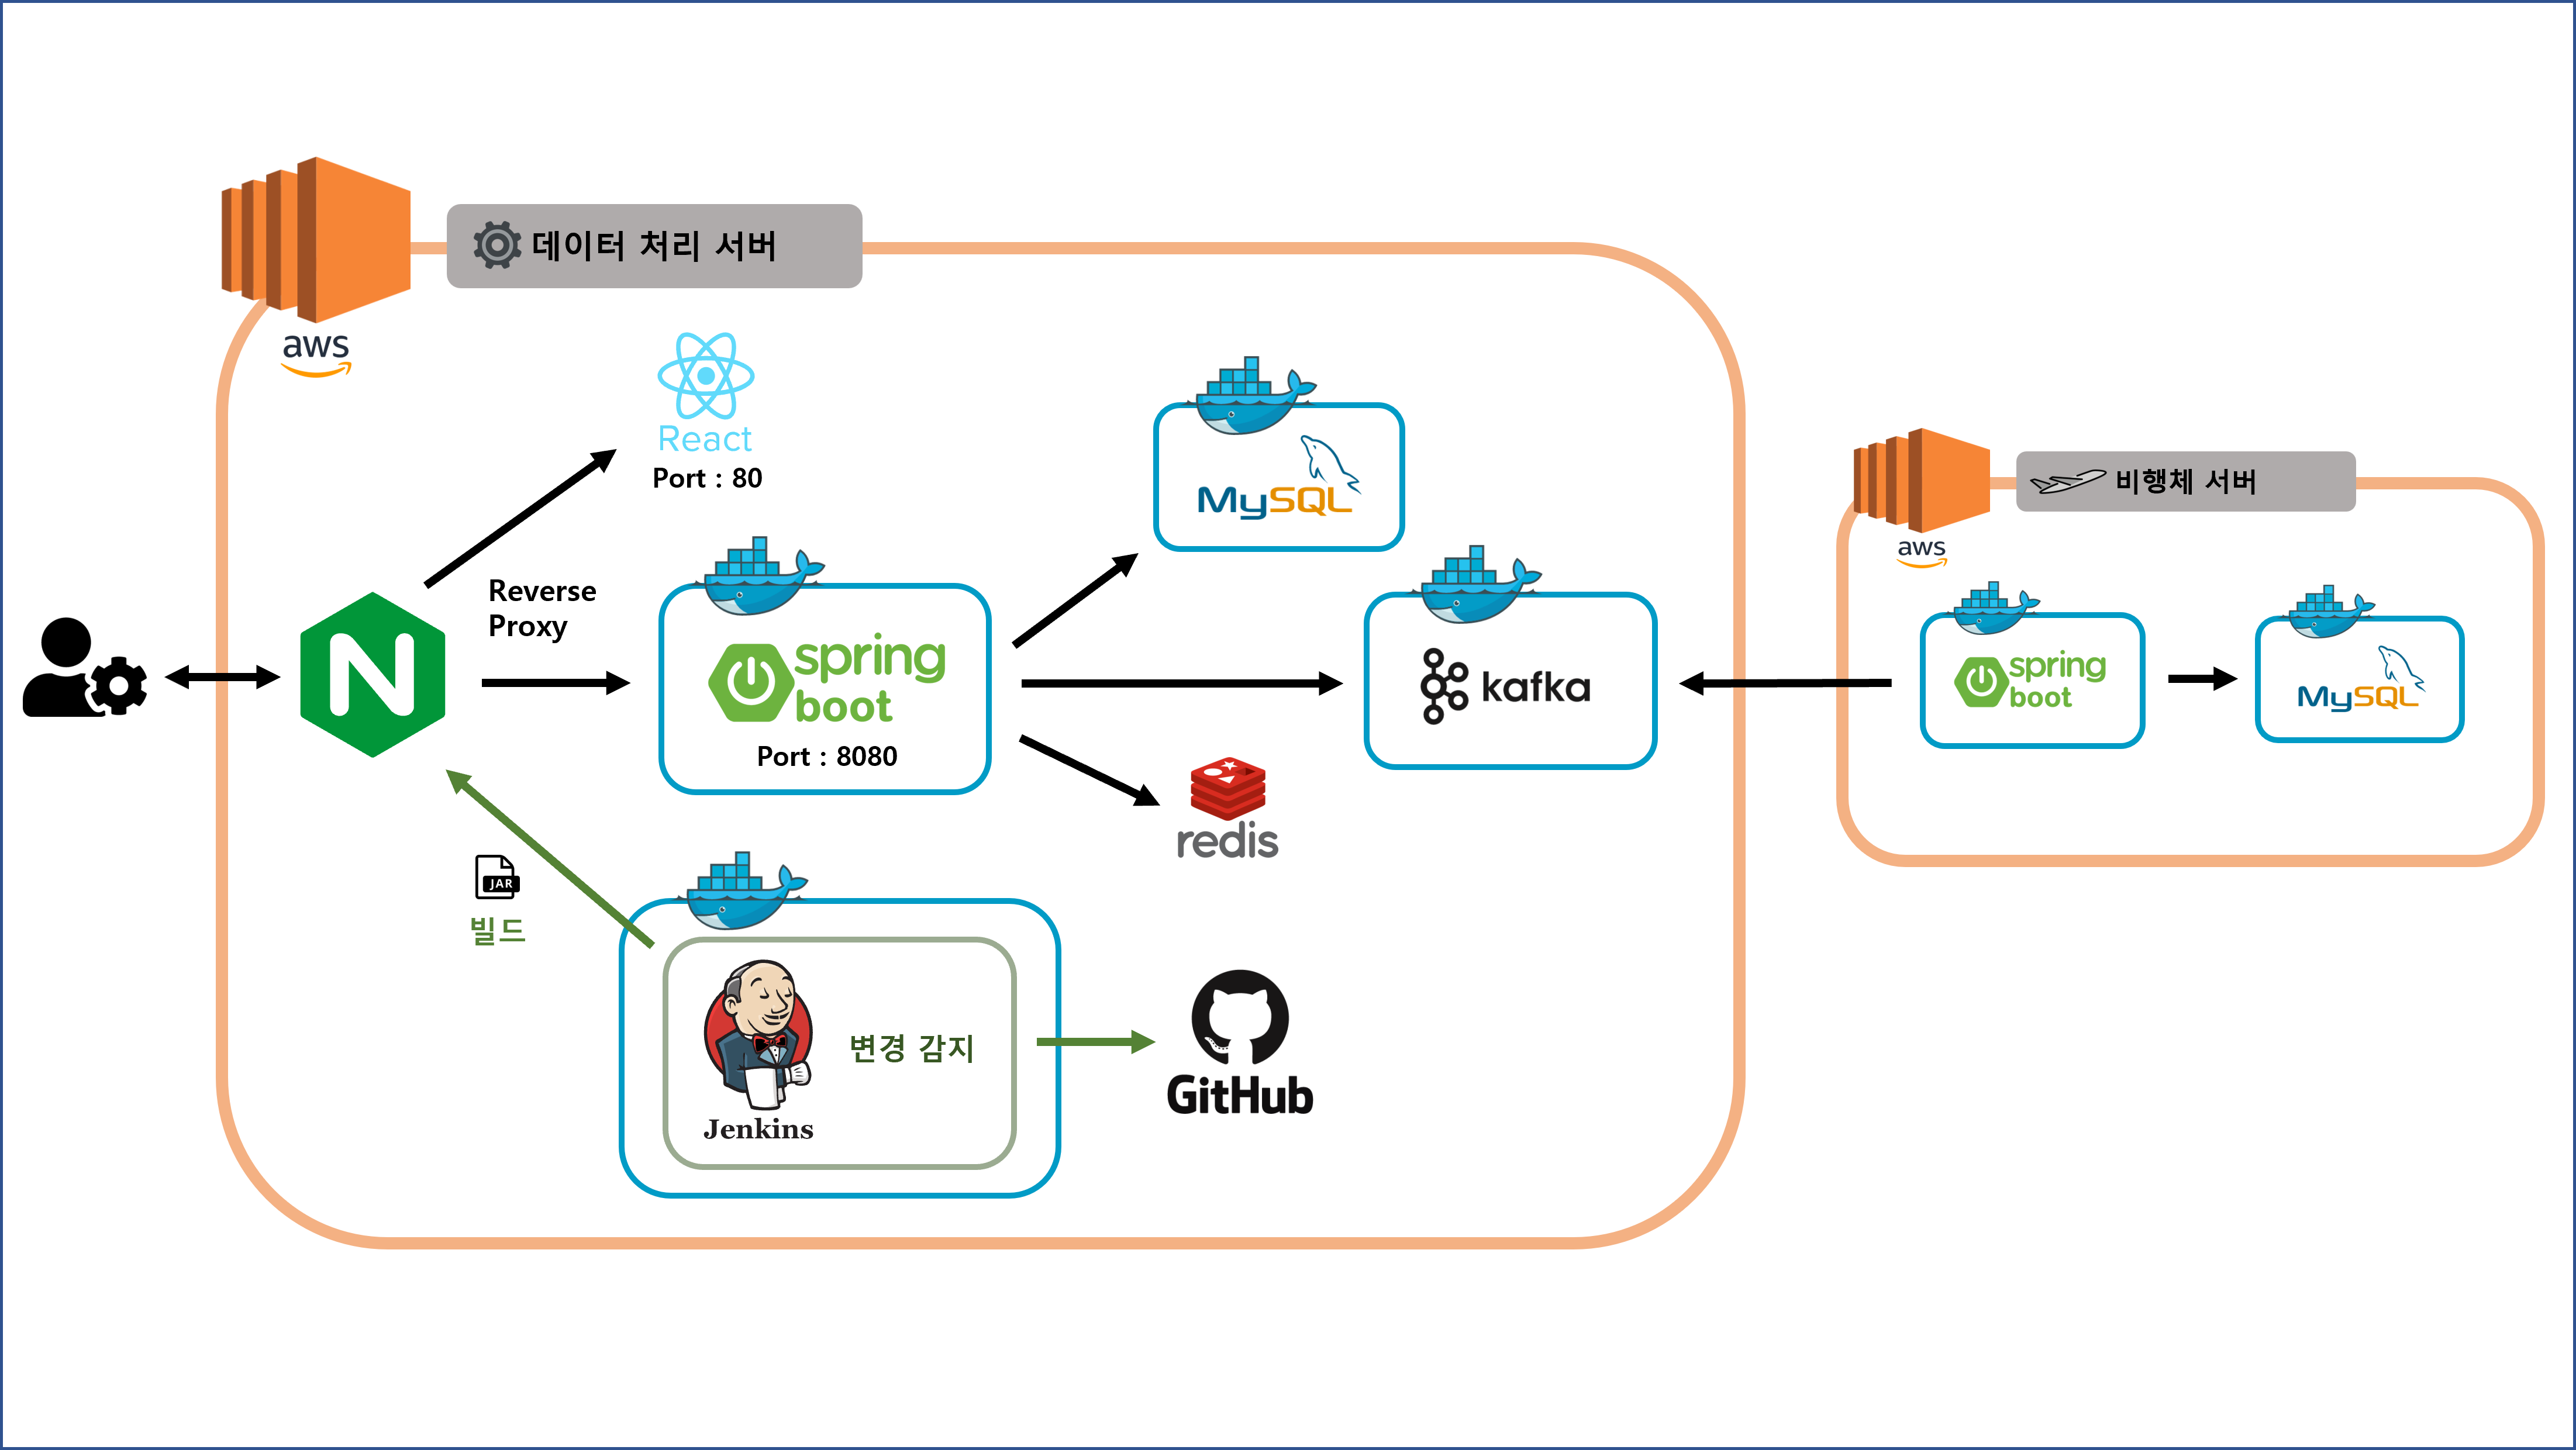 데이터 처리 서버
aws
React
Port : 80
MySQL
비행체 서버
aws
Reverse
Proxy
spring
boot
Port : 8080
kafka
spring
boot
MySQL
redis
JAR
빌드
변경 감지
Jenkins
GitHub